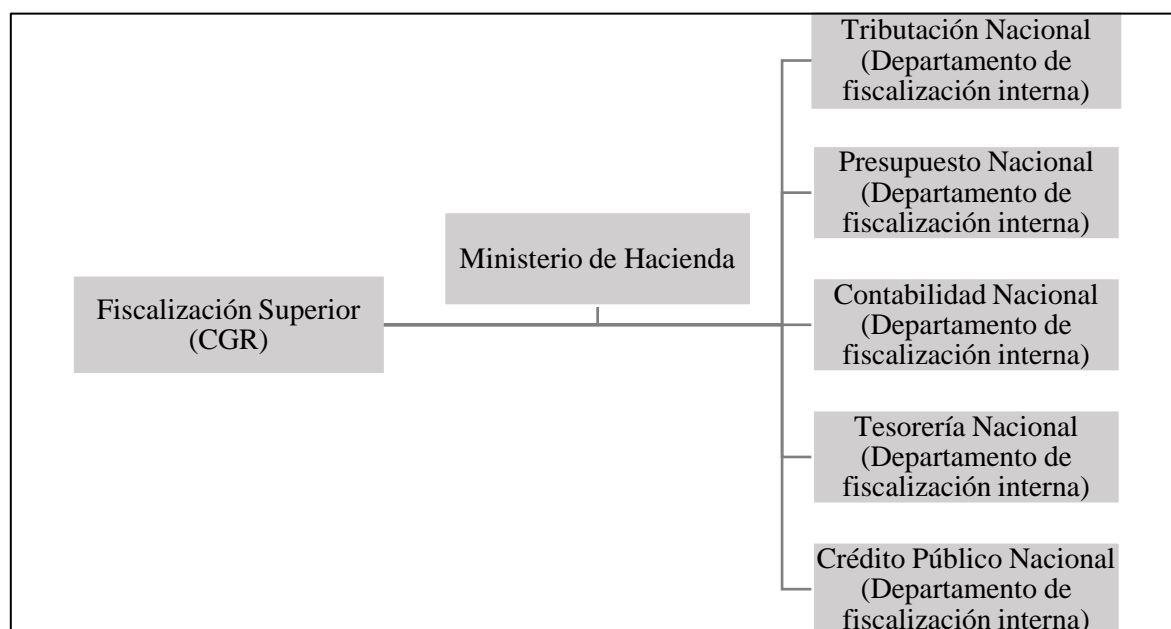 Fiscalización Superior
(CGR)
Ministerio de Hacienda
Tributación Nacional
(Departamento de
fiscalización interna)
Presupuesto Nacional
(Departamento de
fiscalización interna)
Contabilidad Nacional
(Departamento de
fiscalización interna)
Tesorería Nacional
(Departamento de
fiscalización interna)
Crédito Público Nacional
(Departamento de
fiscalización interna)